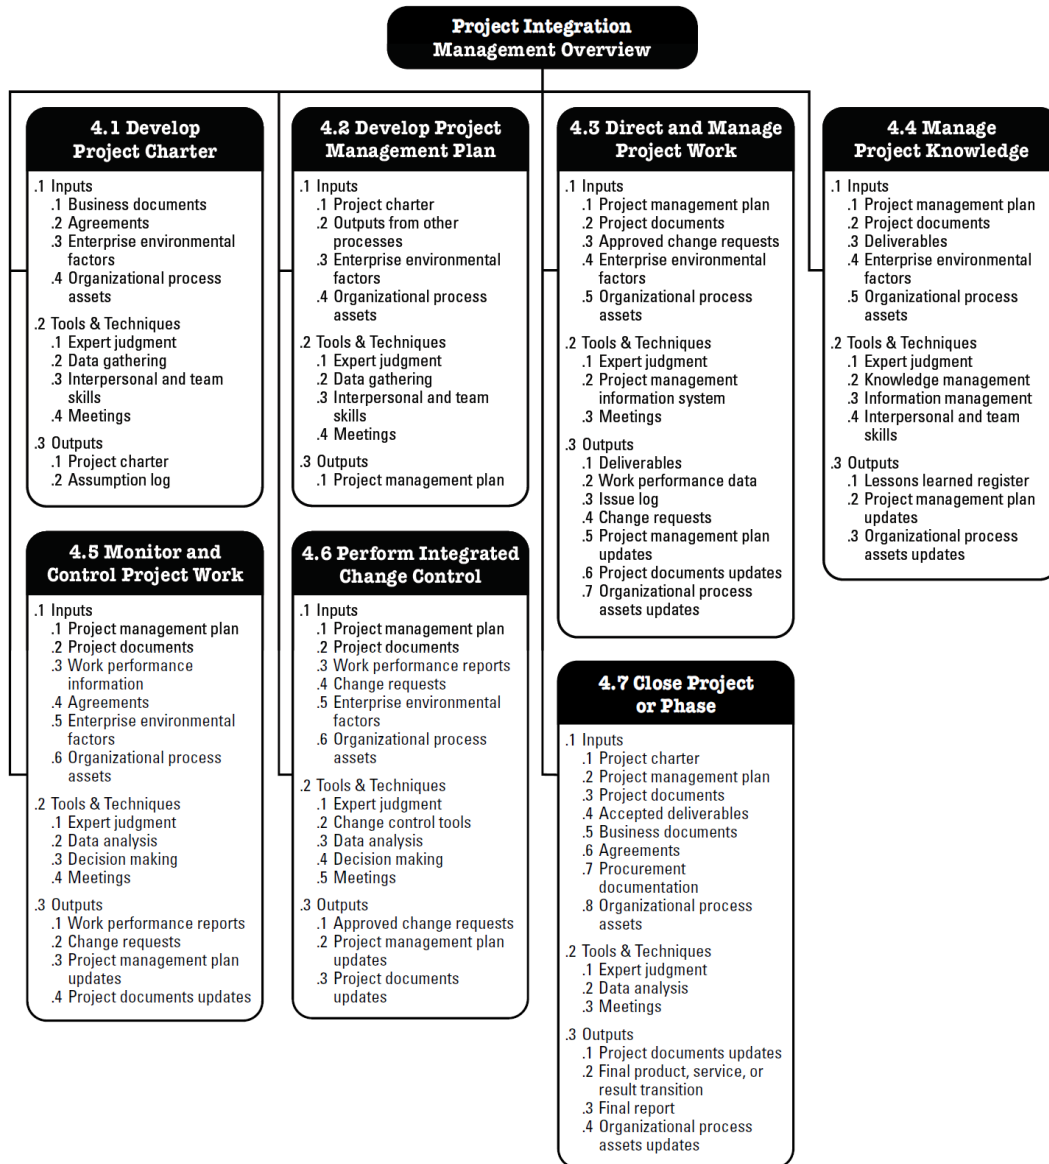 Project Integration
Management Overview
4.1 Develop
Project Charter
.1 Inputs
.1 Business documents
.2 Agreements
.3 Enterprise environmental
factors
.4 Organizational process
assets
.2 Tools & Techniques
.1 Expert judgment
.2 Data gathering
.3 Interpersonal and team
skills
.4 Meetings
.3 Outputs
.1 Project charter
.2 Assumption log
4.2 Develop Project
Management Plan
.1 Inputs
.1 Project charter
.2 Outputs from other
processes
.3 Enterprise environmental
factors
.4 Organizational process
assets
.2 Tools & Techniques
.1 Expert judgment
.2 Data gathering
.3 Interpersonal and team
skills
.4 Meetings
.3 Outputs
.1 Project management plan
4.3 Direct and Manage
Project Work
.1 Inputs
.1 Project management plan
.2 Project documents
.3 Approved change requests
.4 Enterprise environmental
factors
.5 Organizational process
assets
.2 Tools & Techniques
.1 Expert judgment
.2 Project management
information system
.3 Meetings
.3 Outputs
.1 Deliverables
.2 Work performance data
.3 Issue log
.4 Change requests
.5 Project management plan
updates
.6 Project documents updates
.7 Organizational process
assets updates
4.4 Manage
Project Knowledge
.1 Inputs
.1 Project management plan
.2 Project documents
.3 Deliverables
.4 Enterprise environmental
factors
.5 Organizational process
assets
.2 Tools & Techniques
.1 Expert judgment
.2 Knowledge management
.3 Information management
.4 Interpersonal and team
skills
.3 Outputs
.1 Lessons learned register
.2 Project management plan
updates
.3 Organizational process
assets updates
4.5 Monitor and
Control Project Work
.1 Inputs
.1 Project management plan
.2 Project documents
.3 Work performance
information
.4 Agreements
.5 Enterprise environmental
factors
.6 Organizational process
assets
.2 Tools & Techniques
.1 Expert judgment
.2 Data analysis
.3 Decision making
.4 Meetings
.3 Outputs
.1 Work performance reports
.2 Change requests
.3 Project management plan
updates
.4 Project documents updates
4.6 Perform Integrated
Change Control
.1 Inputs
.1 Project management plan
.2 Project documents
.3 Work performance reports
.4 Change requests
.5 Enterprise environmental
factors
.6 Organizational process
assets
.2 Tools & Techniques
.1 Expert judgment
.2 Change control tools
.3 Data analysis
.4 Decision making
.5 Meetings
.3 Outputs
.1 Approved change requests
.2 Project management plan
updates
.3 Project documents
updates
4.7 Close Project
or Phase
.1 Inputs
.1 Project charter
.2 Project management plan
.3 Project documents
.4 Accepted deliverables
.5 Business documents
.6 Agreements
.7 Procurement
documentation
.8 Organizational process
assets
.2 Tools & Techniques
.1 Expert judgment
.2 Data analysis
.3 Meetings
.3 Outputs
.1 Project documents updates
.2 Final product, service, or
result transition
.3 Final report
.4 Organizational process
assets updates